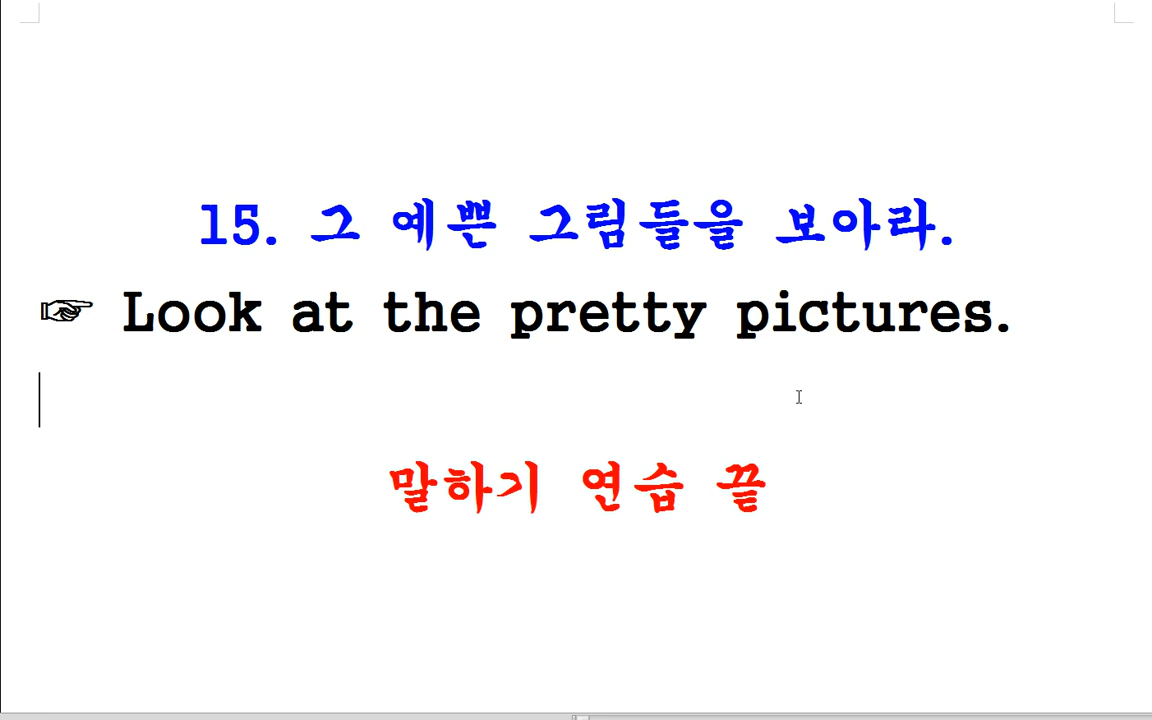 15. 그 예쁜 그림들을 보아라.
☞ Look at the pretty pictures.
말하기 연습 끝